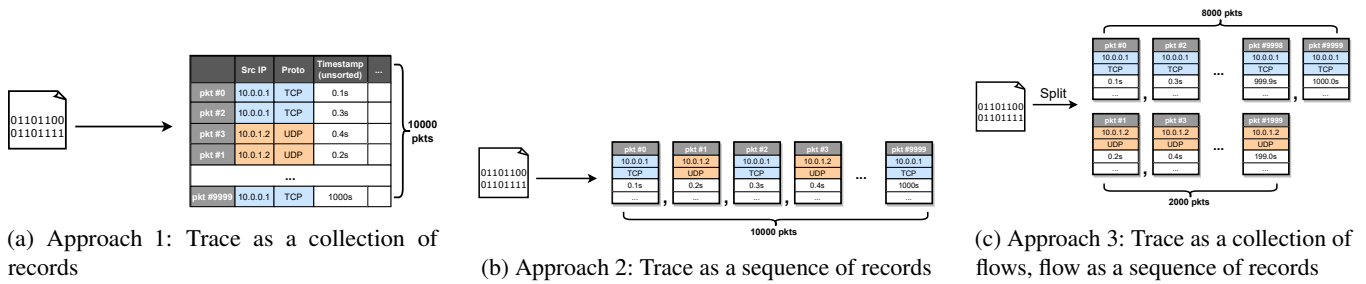 01101100
01101111
Src IP Proto Timestamp (unsorted) ...
pkt #0 10.0.0.1 TCP 0.1s
pkt #2 10.0.0.1 TCP 0.3s
pkt #3 10.0.1.2 UDP 0.4s
pkt #1 10.0.1.2 UDP 0.2s
...
pkt #9999 10.0.0.1 TCP 1000s
10000 pkts
(a) Approach 1: Trace as a collection of
records
01101100
01101111
pkt #0 pkt #1 pkt #2 pkt #3 pkt #9999
10.0.0.1 10.0.1.2 10.0.0.1 10.0.1.2 10.0.0.1
TCP UDP TCP UDP ... TCP
0.1s 0.2s 0.3s 0.4s 1000s
... , ... , ... , ... , ...
10000 pkts
(b) Approach 2: Trace as a sequence of records
01101100
01101111
Split
8000 pkts
pkt #0 pkt #2 pkt #9998 pkt #9999
10.0.0.1 10.0.0.1 10.0.0.1 10.0.0.1
TCP TCP ... TCP TCP
0.1s 0.3s 999.9s 1000.0s
... , ... , ... , ...
pkt #1 pkt #3 pkt #1999
10.0.1.2 10.0.1.2 10.0.1.2
UDP UDP ... UDP
0.2s 0.4s 199.0s
... , ... ...
2000 pkts
(c) Approach 3: Trace as a collection of
flows, flow as a sequence of records